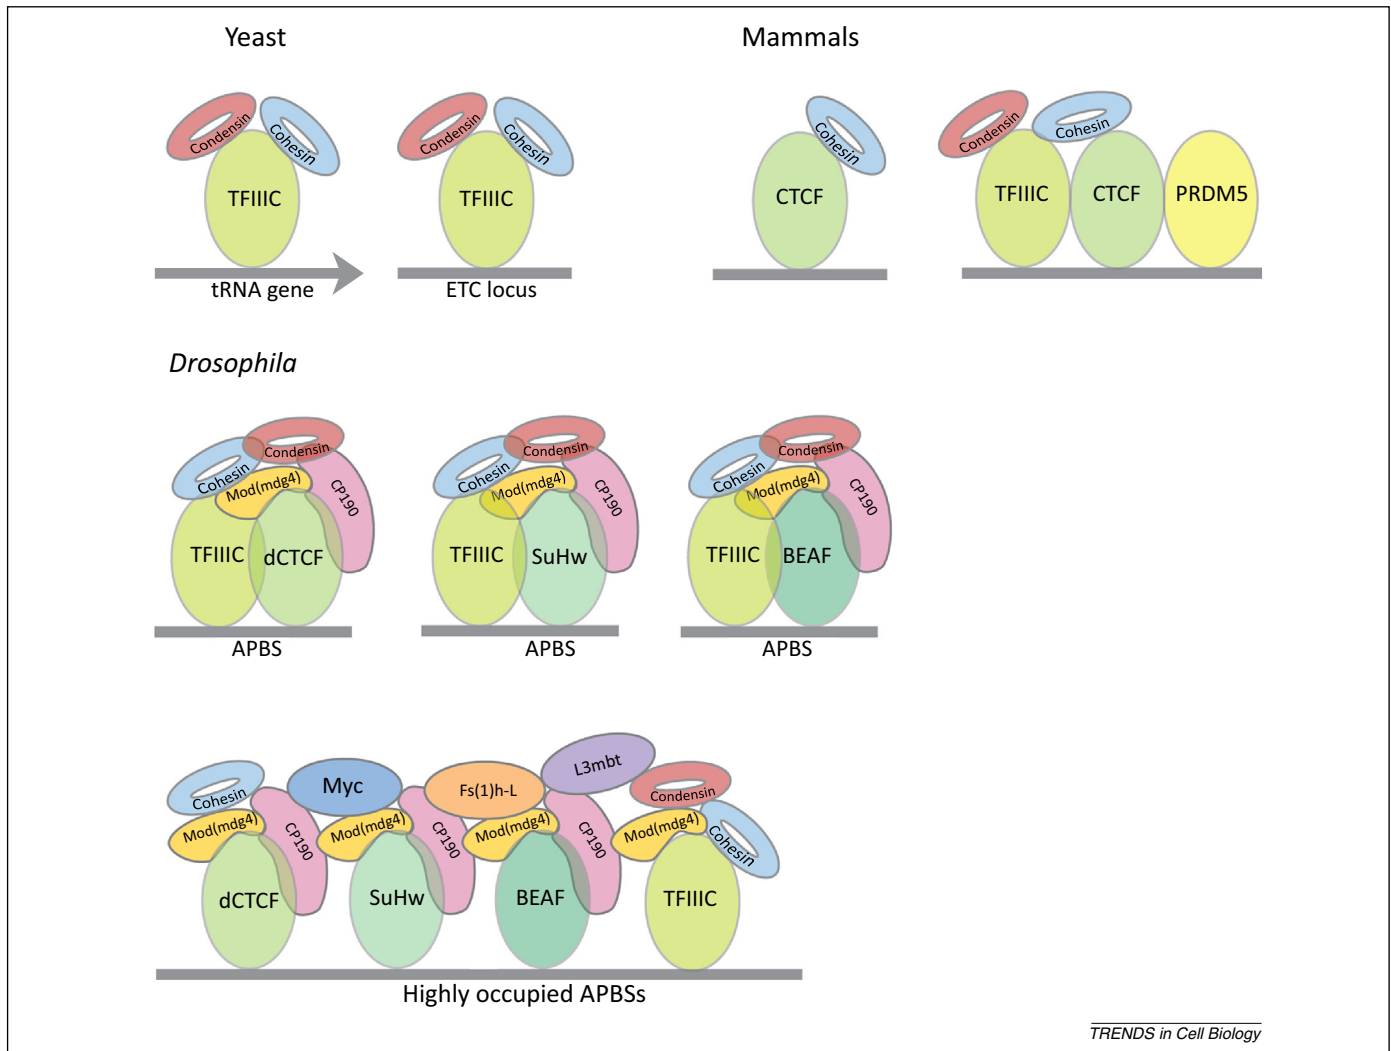 Yeast
Mammals
Condensin
Cohesin
TFIIIC
tRNA gene
Condensin
Cohesin
TFIIIC
ETC locus
Cohesin
CTCF
Condensin
Cohesin
TFIIIC
CTCF
PRDM5
Drosophila
Cohesin
Condensin
Mod(mdg4)
CP190
TFIIIC
dCTCF
APBS
Cohesin
Condensin
Mod(mdg4)
CP190
TFIIIC
SuHw
APBS
Cohesin
Condensin
Mod(mdg4)
CP190
TFIIIC
BEAF
APBS
Cohesin
Mod(mdg4)
CP190
dCTCF
Myc
Mod(mdg4)
CP190
SuHw
Fs(1)h-L
Mod(mdg4)
CP190
BEAF
L3mbt
Condensin
Mod(mdg4)
Cohesin
TFIIIC
Highly occupied APBSs
TRENDS in Cell Biology